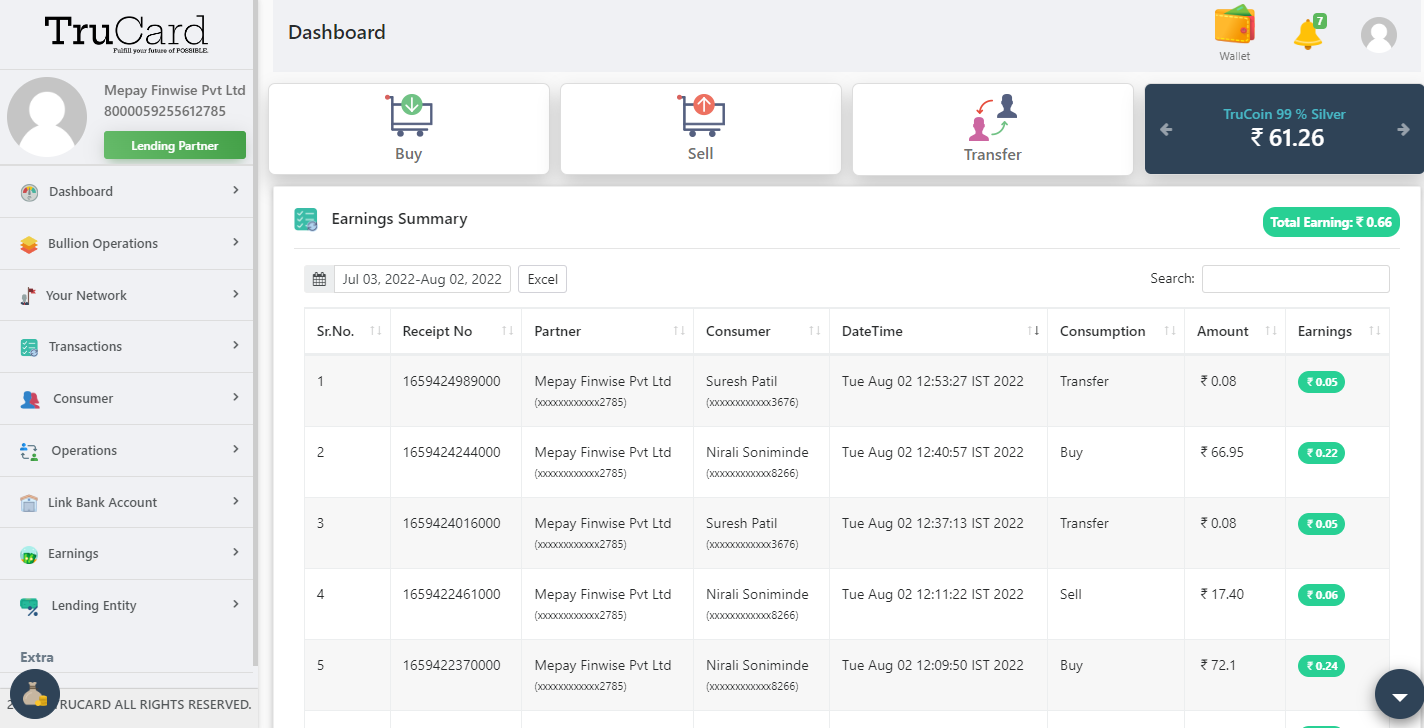 TruCard
Fulfill your future of POSSIBLE.
Mepay Finwise Pvt Ltd
8000059255612785
Lending Partner
Dashboard
Bullion Operations
Your Network
Transactions
Consumer
Operations
Link Bank Account
Earnings
Lending Entity
Extra
TRUCARD ALL RIGHTS RESERVED.
Dashboard
Wallet
7
Buy
Sell
Transfer
TruCoin 99 % Silver
₹ 61.26
Earnings Summary
Total Earning: ₹ 0.66
Jul 03, 2022-Aug 02, 2022 Excel Search:
Sr.No. Receipt No Partner Consumer DateTime Consumption Amount Earnings
1 1659424989000 Mepay Finwise Pvt Ltd Suresh Patil Tue Aug 02 12:53:27 IST 2022 Transfer ₹ 0.08 ₹ 0.05
(xxxxxxxxxxxx2785) (xxxxxxxxxxxx3676)
2 1659424244000 Mepay Finwise Pvt Ltd Nirali Soniminde Tue Aug 02 12:40:57 IST 2022 Buy ₹ 66.95 ₹ 0.22
(xxxxxxxxxxxx2785) (xxxxxxxxxxxx8266)
3 1659424016000 Mepay Finwise Pvt Ltd Suresh Patil Tue Aug 02 12:37:13 IST 2022 Transfer ₹ 0.08 ₹ 0.05
(xxxxxxxxxxxx2785) (xxxxxxxxxxxx3676)
4 1659422461000 Mepay Finwise Pvt Ltd Nirali Soniminde Tue Aug 02 12:11:22 IST 2022 Sell ₹ 17.40 ₹ 0.06
(xxxxxxxxxxxx2785) (xxxxxxxxxxxx8266)
5 1659422370000 Mepay Finwise Pvt Ltd Nirali Soniminde Tue Aug 02 12:09:50 IST 2022 Buy ₹ 72.1 ₹ 0.24
(xxxxxxxxxxxx2785) (xxxxxxxxxxxx8266)